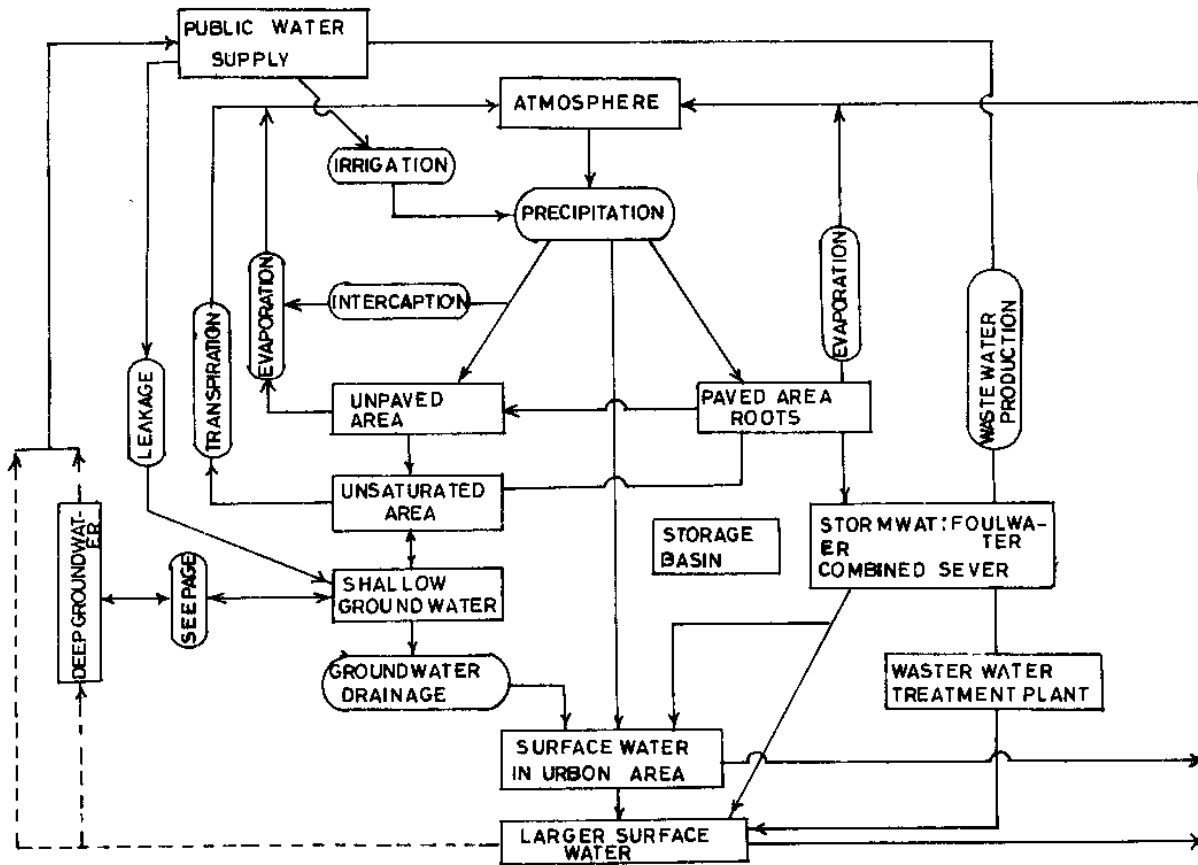 PUBLIC WATER
SUPPLY
ATMOSPHERE
IRRIGATION
PRECIPITATION
EVAPORATION
INTERCAPTION
EVAPORATION
TRANSPIRATION
LEAKAGE
WASTE WATER
PRODUCTION
UNPAVED
AREA
PAVED AREA
ROOTS
UNSATURATED
AREA
STORAGE
BASIN
STORMWAT:FOULWA-
ER TER
COMBINED SEVER
DEEP GROUNDWAT-
ER
SEEPAGE
SHALLOW
GROUNDWATER
GROUNDWATER
DRAINAGE
WASTER WATER
TREATMENT PLANT
SURFACE WATER
IN URBON AREA
LARGER SURFACE
WATER